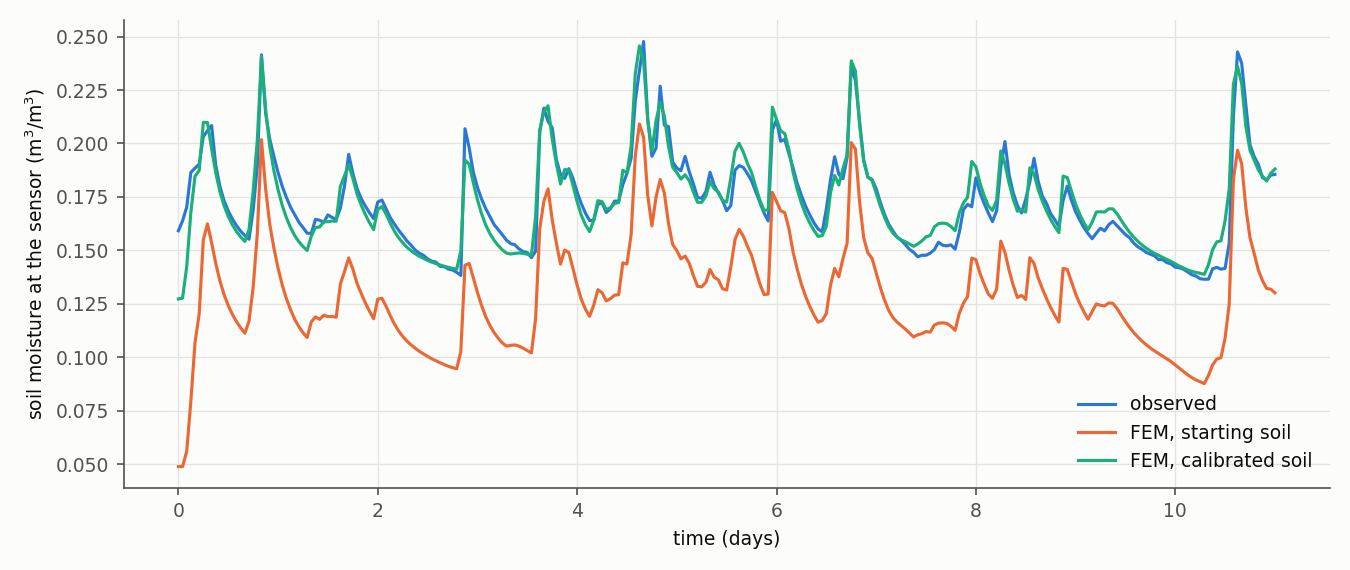 0.250
0.225
0.200
0.175
0.150
0.125
0.100
0.075
0.050
soil moisture at the sensor (m³/m³)
observed
FEM, starting soil
FEM, calibrated soil
0 2 4 6 8 10
time (days)